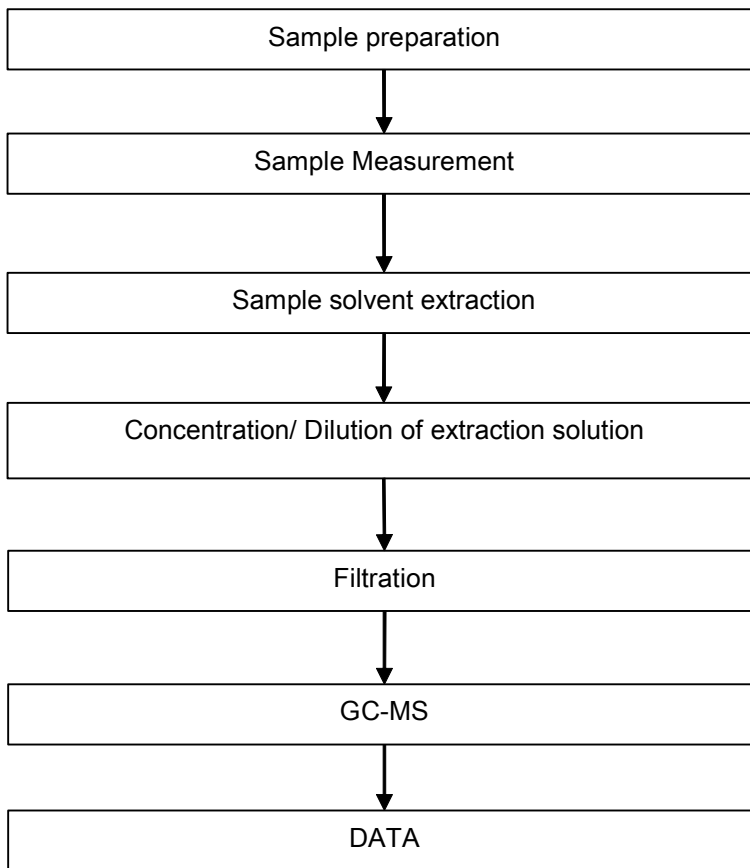 Sample preparation
Sample Measurement
Sample solvent extraction
Concentration/ Dilution of extraction solution
Filtration
GC-MS
DATA